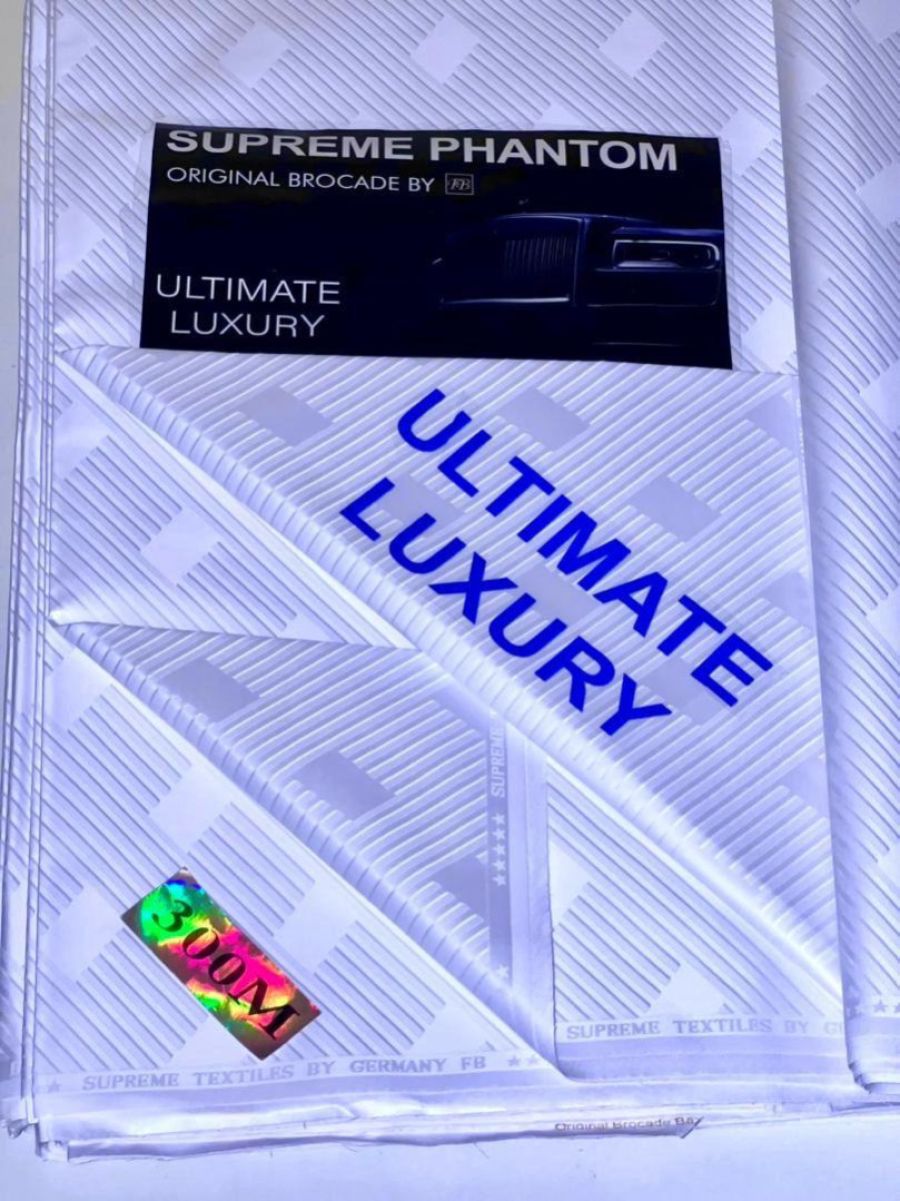 SUPREME PHANTOM
ORIGINAL BROCADE BY FB
ULTIMATE
LUXURY
ULTIMATE
LUXURY
SUPREME
★★★★★
300M
SUPREME TEXTILES BY G
★ SUPREME TEXTILES BY GERMANY FB ★★
Original Brocade